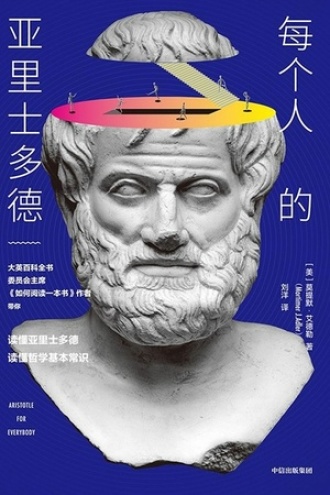 每个人的
亚里士多德
大英百科全书
委员会主席
《如何阅读一本书》作者
带你
读懂亚里士多德
读懂哲学基本常识
[美]莫提默·艾德勒 著
(Mortimer J.Adler)
刘洋 译
ARISTOTLE FOR
EVERYBODY
中信出版集团